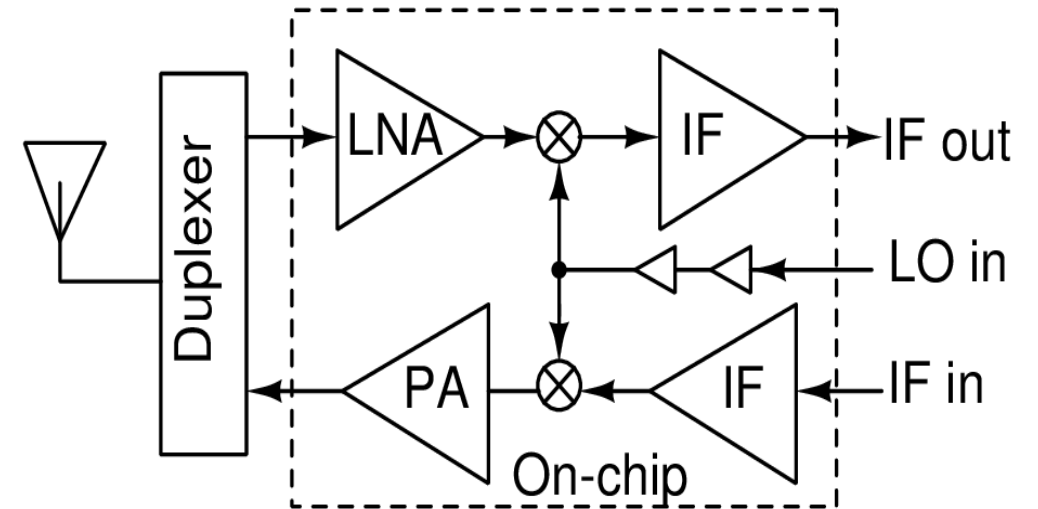 Duplexer
LNA
IF
IF out
LO in
PA
IF
IF in
On-chip